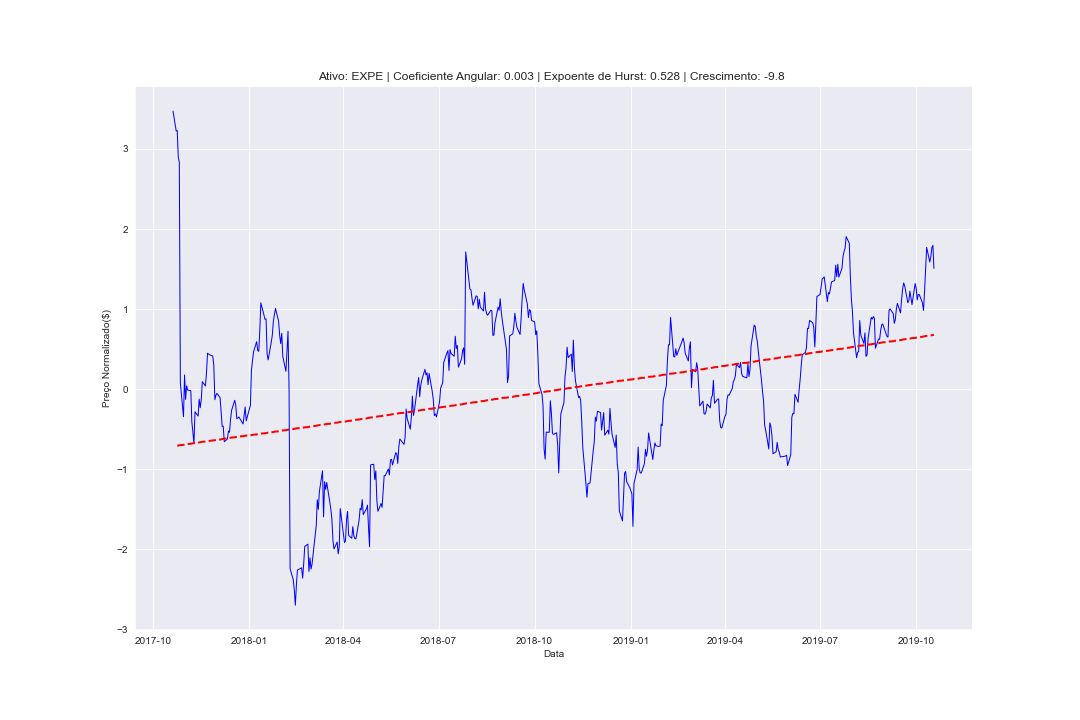 Ativo: EXPE | Coeficiente Angular: 0.003 | Expoente de Hurst: 0.528 | Crescimento: -9.8
Preço Normalizado($)
3
2
1
0
−1
−2
−3
2017-10 2018-01 2018-04 2018-07 2018-10 2019-01 2019-04 2019-07 2019-10
Data